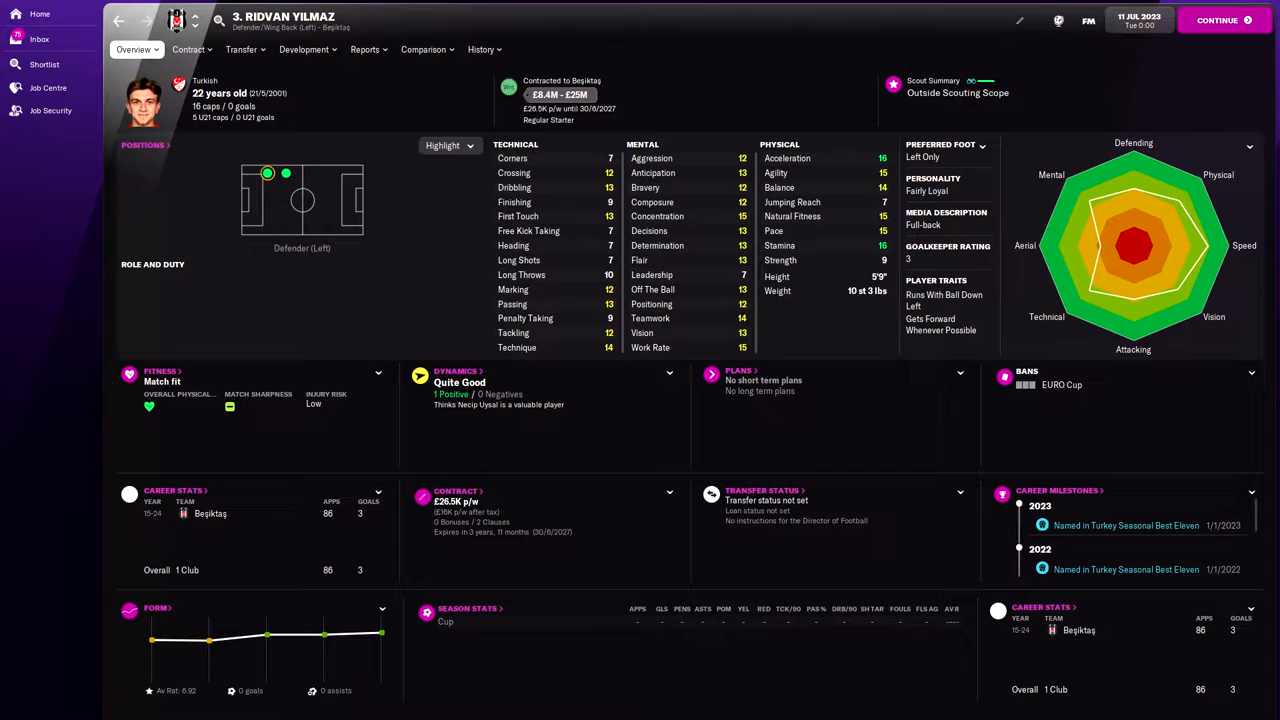 Home
75
Inbox
Shortlist
Job Centre
Job Security
3. RIDVAN YILMAZ
Defender/Wing Back (Left) - Beşiktaş
FM
11 JUL 2023
Tue 0:00
CONTINUE
Overview
Contract
Transfer
Development
Reports
Comparison
History
Turkish
22 years old (21/5/2001)
16 caps / 0 goals
5 U21 caps / 0 U21 goals
Wnt
Contracted to Beşiktaş
£8.4M - £25M
£26.5K p/w until 30/6/2027
Regular Starter
Scout Summary
Outside Scouting Scope
POSITIONS
Highlight
Defender (Left)
ROLE AND DUTY
TECHNICAL
Corners 7
Crossing 12
Dribbling 13
Finishing 9
First Touch 13
Free Kick Taking 7
Heading 7
Long Shots 7
Long Throws 10
Marking 12
Passing 13
Penalty Taking 9
Tackling 12
Technique 14
MENTAL
Aggression 12
Anticipation 13
Bravery 12
Composure 12
Concentration 15
Decisions 13
Determination 13
Flair 13
Leadership 7
Off The Ball 13
Positioning 12
Teamwork 14
Vision 13
Work Rate 15
PHYSICAL
Acceleration 16
Agility 15
Balance 14
Jumping Reach 7
Natural Fitness 15
Pace 15
Stamina 16
Strength 9
Height 5'9"
Weight 10 st 3 lbs
PREFERRED FOOT
Left Only
PERSONALITY
Fairly Loyal
MEDIA DESCRIPTION
Full-back
GOALKEEPER RATING
3
PLAYER TRAITS
Runs With Ball Down
Left
Gets Forward
Whenever Possible
Defending
Mental
Physical
Aerial
Speed
Technical
Vision
Attacking
FITNESS
Match fit
OVERALL PHYSICAL... MATCH SHARPNESS INJURY RISK
Low
DYNAMICS
Quite Good
1 Positive / 0 Negatives
Thinks Necip Uysal is a valuable player
PLANS
No short term plans
No long term plans
BANS
EURO Cup
CAREER STATS
YEAR TEAM APPS GOALS
15-24 Beşiktaş 86 3
Overall 1 Club 86 3
CONTRACT
£26.5K p/w
(£16K p/w after tax)
0 Bonuses / 2 Clauses
Expires in 3 years, 11 months (30/6/2027)
TRANSFER STATUS
Transfer status not set
Loan status not set
No instructions for the Director of Football
CAREER MILESTONES
2023
Named in Turkey Seasonal Best Eleven 1/1/2023
2022
Named in Turkey Seasonal Best Eleven 1/1/2022
FORM
Av Rat: 6.92 0 goals 0 assists
SEASON STATS APPS GLS PENS ASTS POM YEL RED TCK/90 PAS % DRB/90 SH TAR FOULS FLS AG AV R
Cup - - - - - - - - - - - - - ----
CAREER STATS
YEAR TEAM APPS GOALS
15-24 Beşiktaş 86 3
Overall 1 Club 86 3